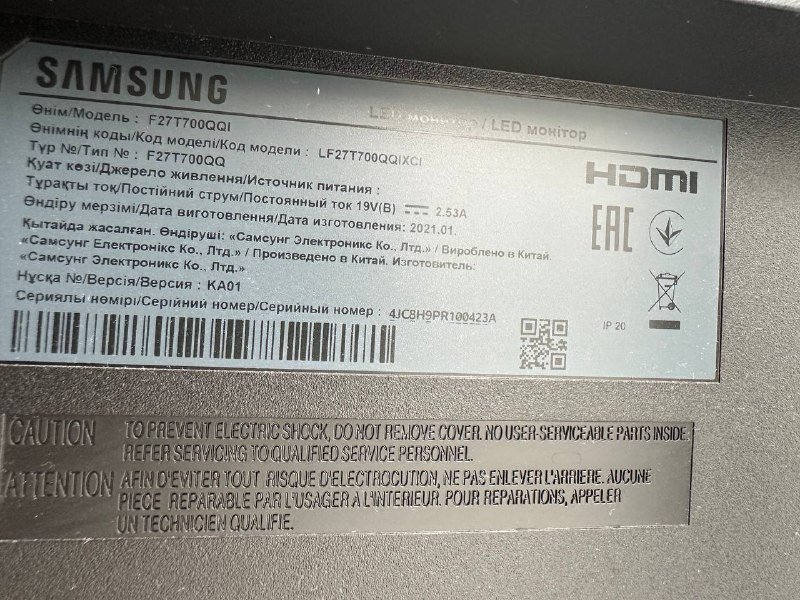 SAMSUNG
LED монитор / LED монітор
Өнім/Модель : F27T700QQI
Өнімнің коды/Код моделі/Код модели : LF27T700QQIXCI
Түр №/Тип № : F27T700QQ
Қуат көзі/Джерело живлення/Источник питания :
Тұрақты ток/Постійний струм/Постоянный ток 19V(B) 2.53A
Өндіру мерзімі/Дата виготовлення/Дата изготовления : 2021.01.
Қытайда жасалған. Өндіруші: «Самсунг Электроникс Ко., Лтд.» / Вироблено в Китаї.
«Самсунг Електронікс Ко., Лтд.» / Произведено в Китай. Изготовитель:
«Самсунг Электроникс Ко., Лтд.»
Нұсқа №/Версія/Версия : KA01
Сериялы нөмірі/Серійний номер/Серийный номер : 4JC8H9PR100423A
HDMI
EAC
IP 20
CAUTION TO PREVENT ELECTRIC SHOCK, DO NOT REMOVE COVER. NO USER-SERVICEABLE PARTS INSIDE.
REFER SERVICING TO QUALIFIED SERVICE PERSONNEL.
ATTENTION AFIN D'EVITER TOUT RISQUE D'ELECTROCUTION, NE PAS ENLEVER L'ARRIERE. AUCUNE
PIECE REPARABLE PAR L'USAGER A L'INTERIEUR. POUR REPARATIONS, APPELER
UN TECHNICIEN QUALIFIE.